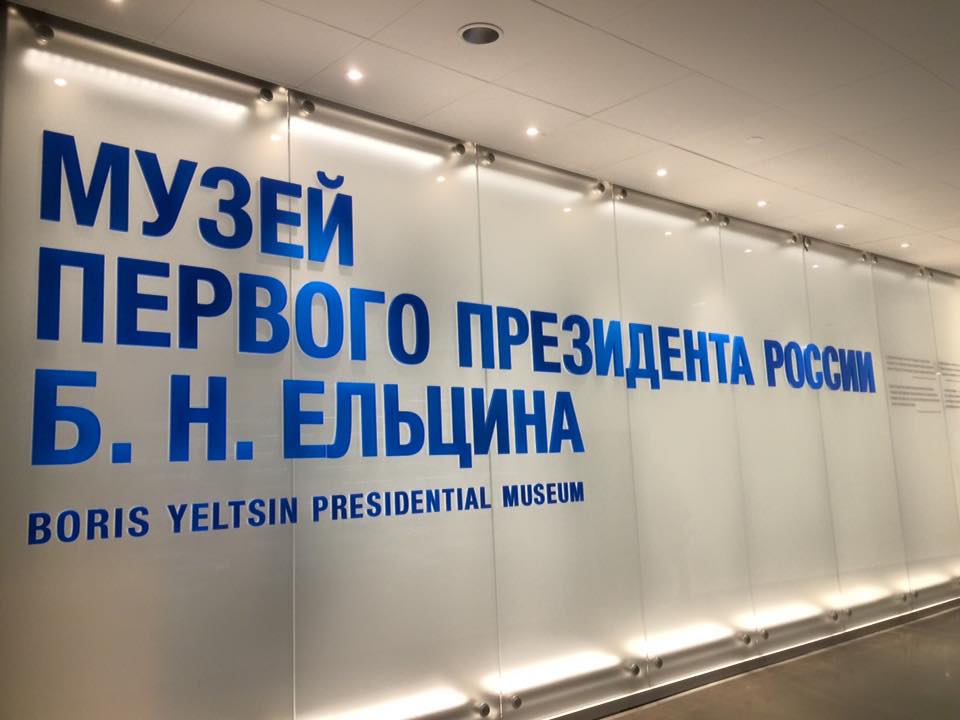 МУЗЕЙ
ПЕРВОГО ПРЕЗИДЕНТА РОССИИ
Б. Н. ЕЛЬЦИНА
BORIS YELTSIN PRESIDENTIAL MUSEUM